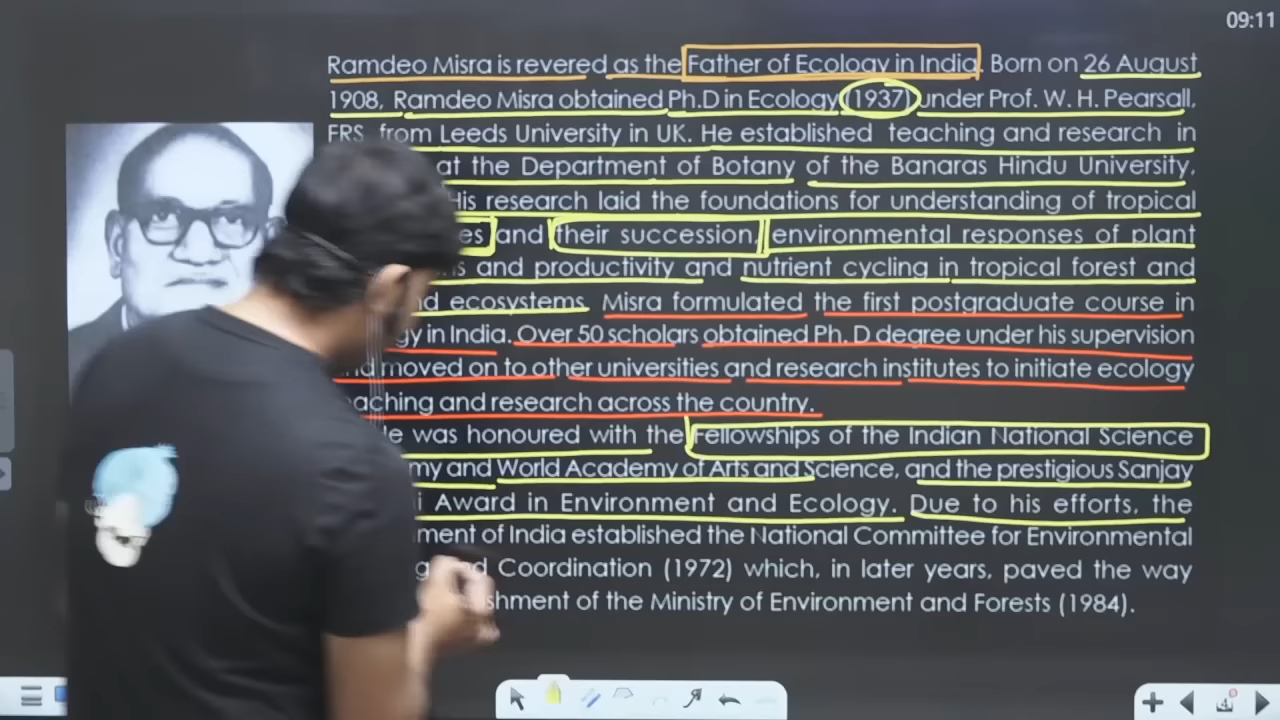 09:11
Ramdeo Misra is revered as the Father of Ecology in India. Born on 26 August
1908, Ramdeo Misra obtained Ph.D in Ecology (1937) under Prof. W. H. Pearsall,
FRS, from Leeds University in UK. He established teaching and research in
at the Department of Botany of the Banaras Hindu University,
His research laid the foundations for understanding of tropical
es and their succession, environmental responses of plant
and productivity and nutrient cycling in tropical forest and
ecosystems. Misra formulated the first postgraduate course in
gy in India. Over 50 scholars obtained Ph. D degree under his supervision
moved on to other universities and research institutes to initiate ecology
aching and research across the country.
was honoured with the Fellowships of the Indian National Science
my and World Academy of Arts and Science, and the prestigious Sanjay
i Award in Environment and Ecology. Due to his efforts, the
ment of India established the National Committee for Environmental
Coordination (1972) which, in later years, paved the way
shment of the Ministry of Environment and Forests (1984).